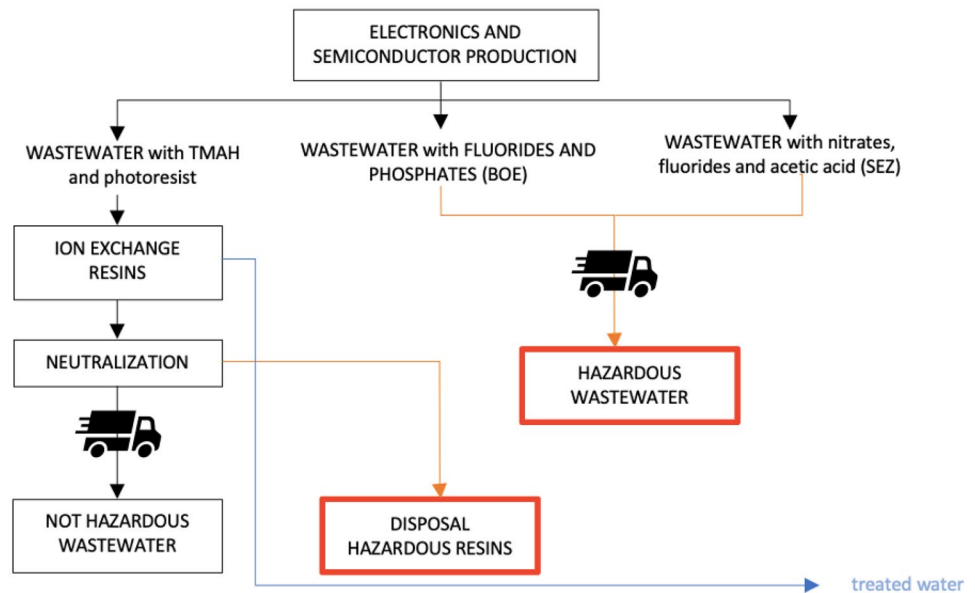 ELECTRONICS AND
SEMICONDUCTOR PRODUCTION
WASTEWATER with TMAH
and photoresist
WASTEWATER with FLUORIDES AND
PHOSPHATES (BOE)
WASTEWATER with nitrates,
fluorides and acetic acid (SEZ)
ION EXCHANGE
RESINS
NEUTRALIZATION
HAZARDOUS
WASTEWATER
NOT HAZARDOUS
WASTEWATER
DISPOSAL
HAZARDOUS RESINS
treated water